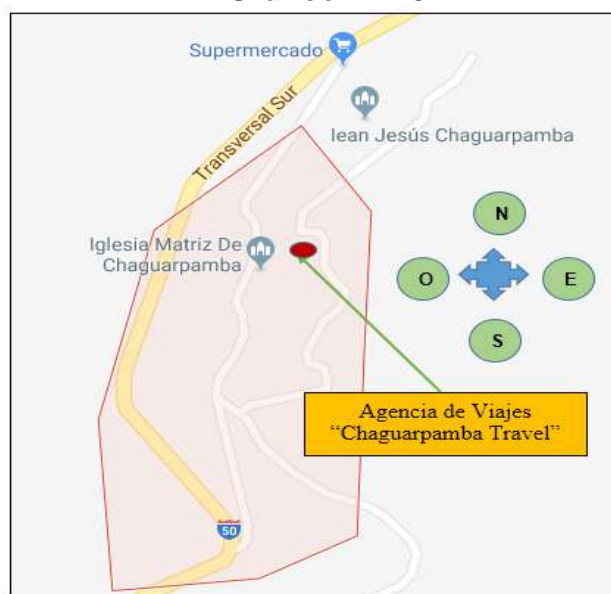 Supermercado
Transversal Sur
Iean Jesús Chaguarpamba
N
Iglesia Matriz De
Chaguarpamba
O
E
S
Agencia de Viajes
“Chaguarpamba Travel”
50